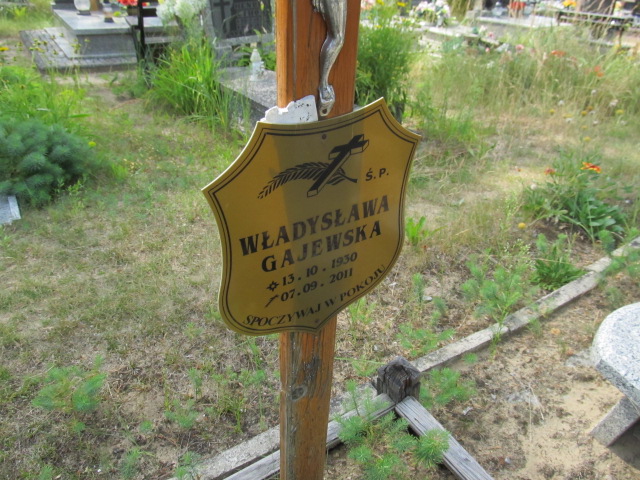 Ś.P.
WŁADYSŁAWA
GAJEWSKA
13.10.1930
07.09.2011
SPOCZYWAJ W POKOJU